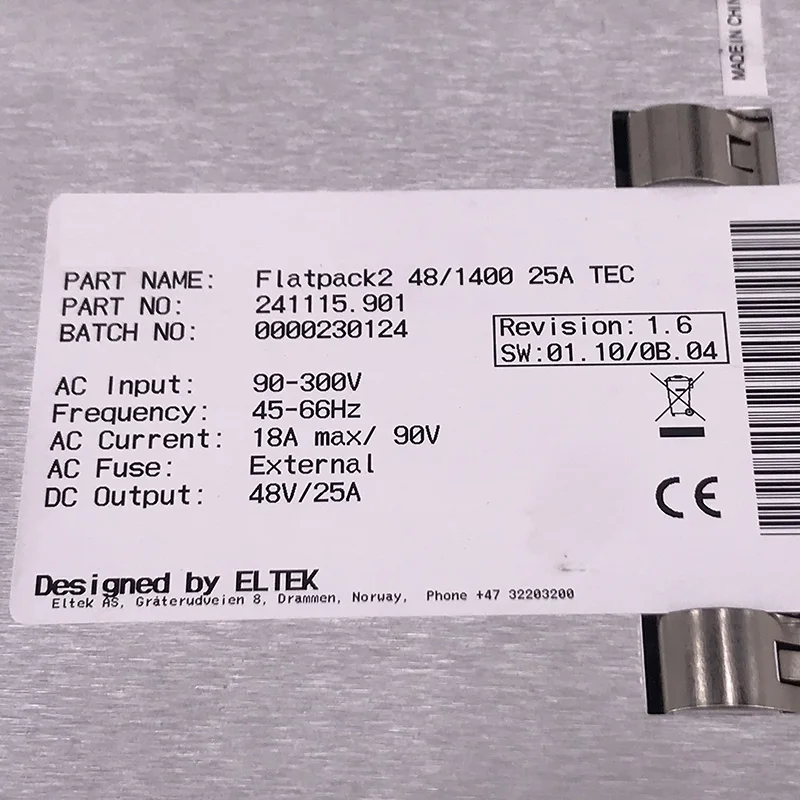 MADE IN CHIN
PART NAME: Flatpack2 48/1400 25A TEC
PART NO: 241115.901
BATCH NO: 0000230124
Revision: 1.6
SW:01.10/0B.04
AC Input: 90-300V
Frequency: 45-66Hz
AC Current: 18A max/ 90V
AC Fuse: External
DC Output: 48V/25A
CE
Designed by ELTEK
Eltek AS, Gråterudveien 8, Drammen, Norway, Phone +47 32203200